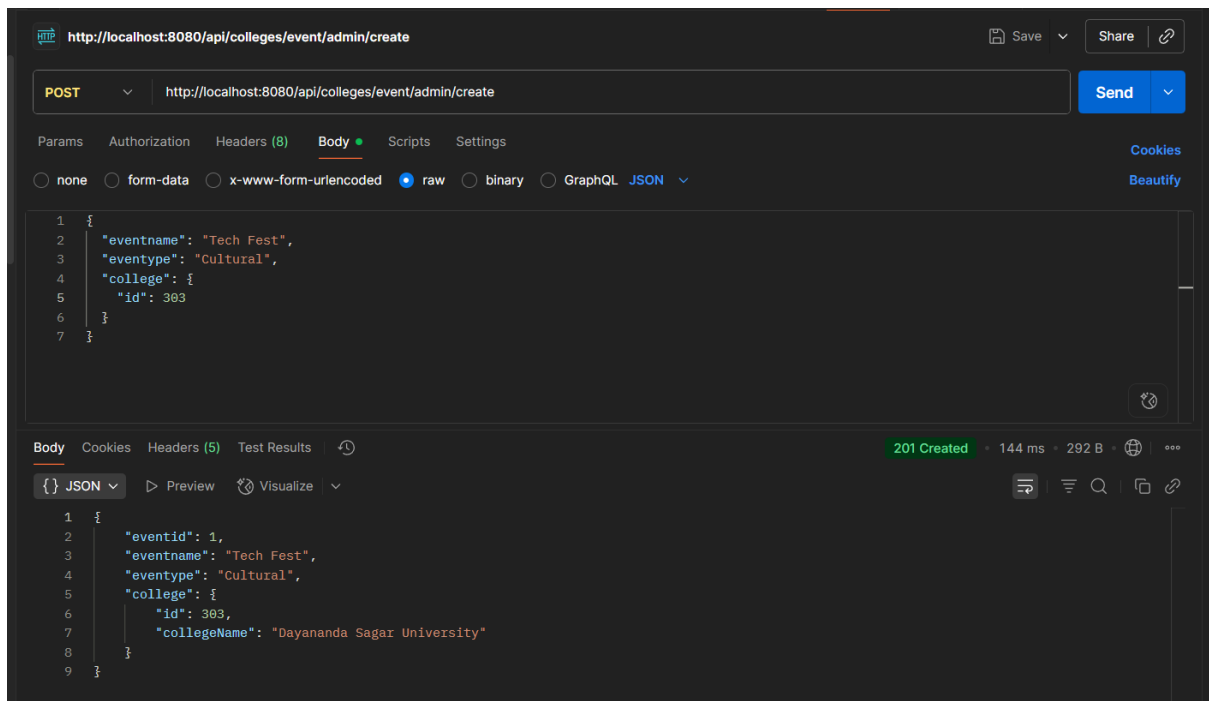 HTTP http://localhost:8080/api/colleges/event/admin/create Save Share
POST http://localhost:8080/api/colleges/event/admin/create Send
Params Authorization Headers (8) Body Scripts Settings Cookies
none form-data x-www-form-urlencoded raw binary GraphQL JSON Beautify
1 {
2 "eventname": "Tech Fest",
3 "eventype": "Cultural",
4 "college": {
5 "id": 303
6 }
7 }
Body Cookies Headers (5) Test Results 201 Created 144 ms 292 B
{} JSON Preview Visualize
1 {
2 "eventid": 1,
3 "eventname": "Tech Fest",
4 "eventype": "Cultural",
5 "college": {
6 "id": 303,
7 "collegeName": "Dayananda Sagar University"
8 }
9 }